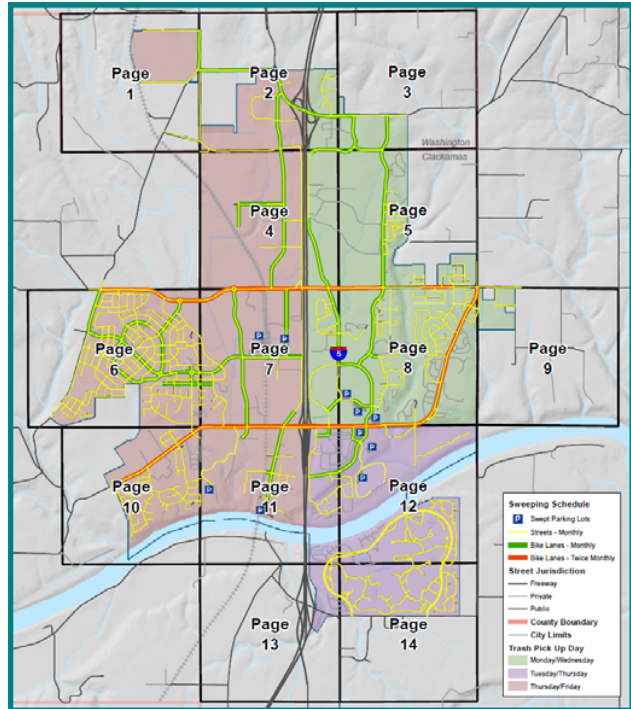 Page
1
Page
2
Page
3
Washington
Clackamas
Page
4
Page
5
Page
6
Page
7
5
Page
8
Page
9
Page
10
Page
11
Page
12
Page
13
Page
14
P
P
P
P
P
P
P
P
P
Sweeping Schedule
P Swept Parking Lots
Streets - Monthly
Bike Lanes - Monthly
Bike Lanes - Twice Monthly
Street Jurisdiction
Freeway
Private
Public
County Boundary
City Limits
Trash Pick Up Day
Monday/Wednesday
Tuesday/Thursday
Thursday/Friday